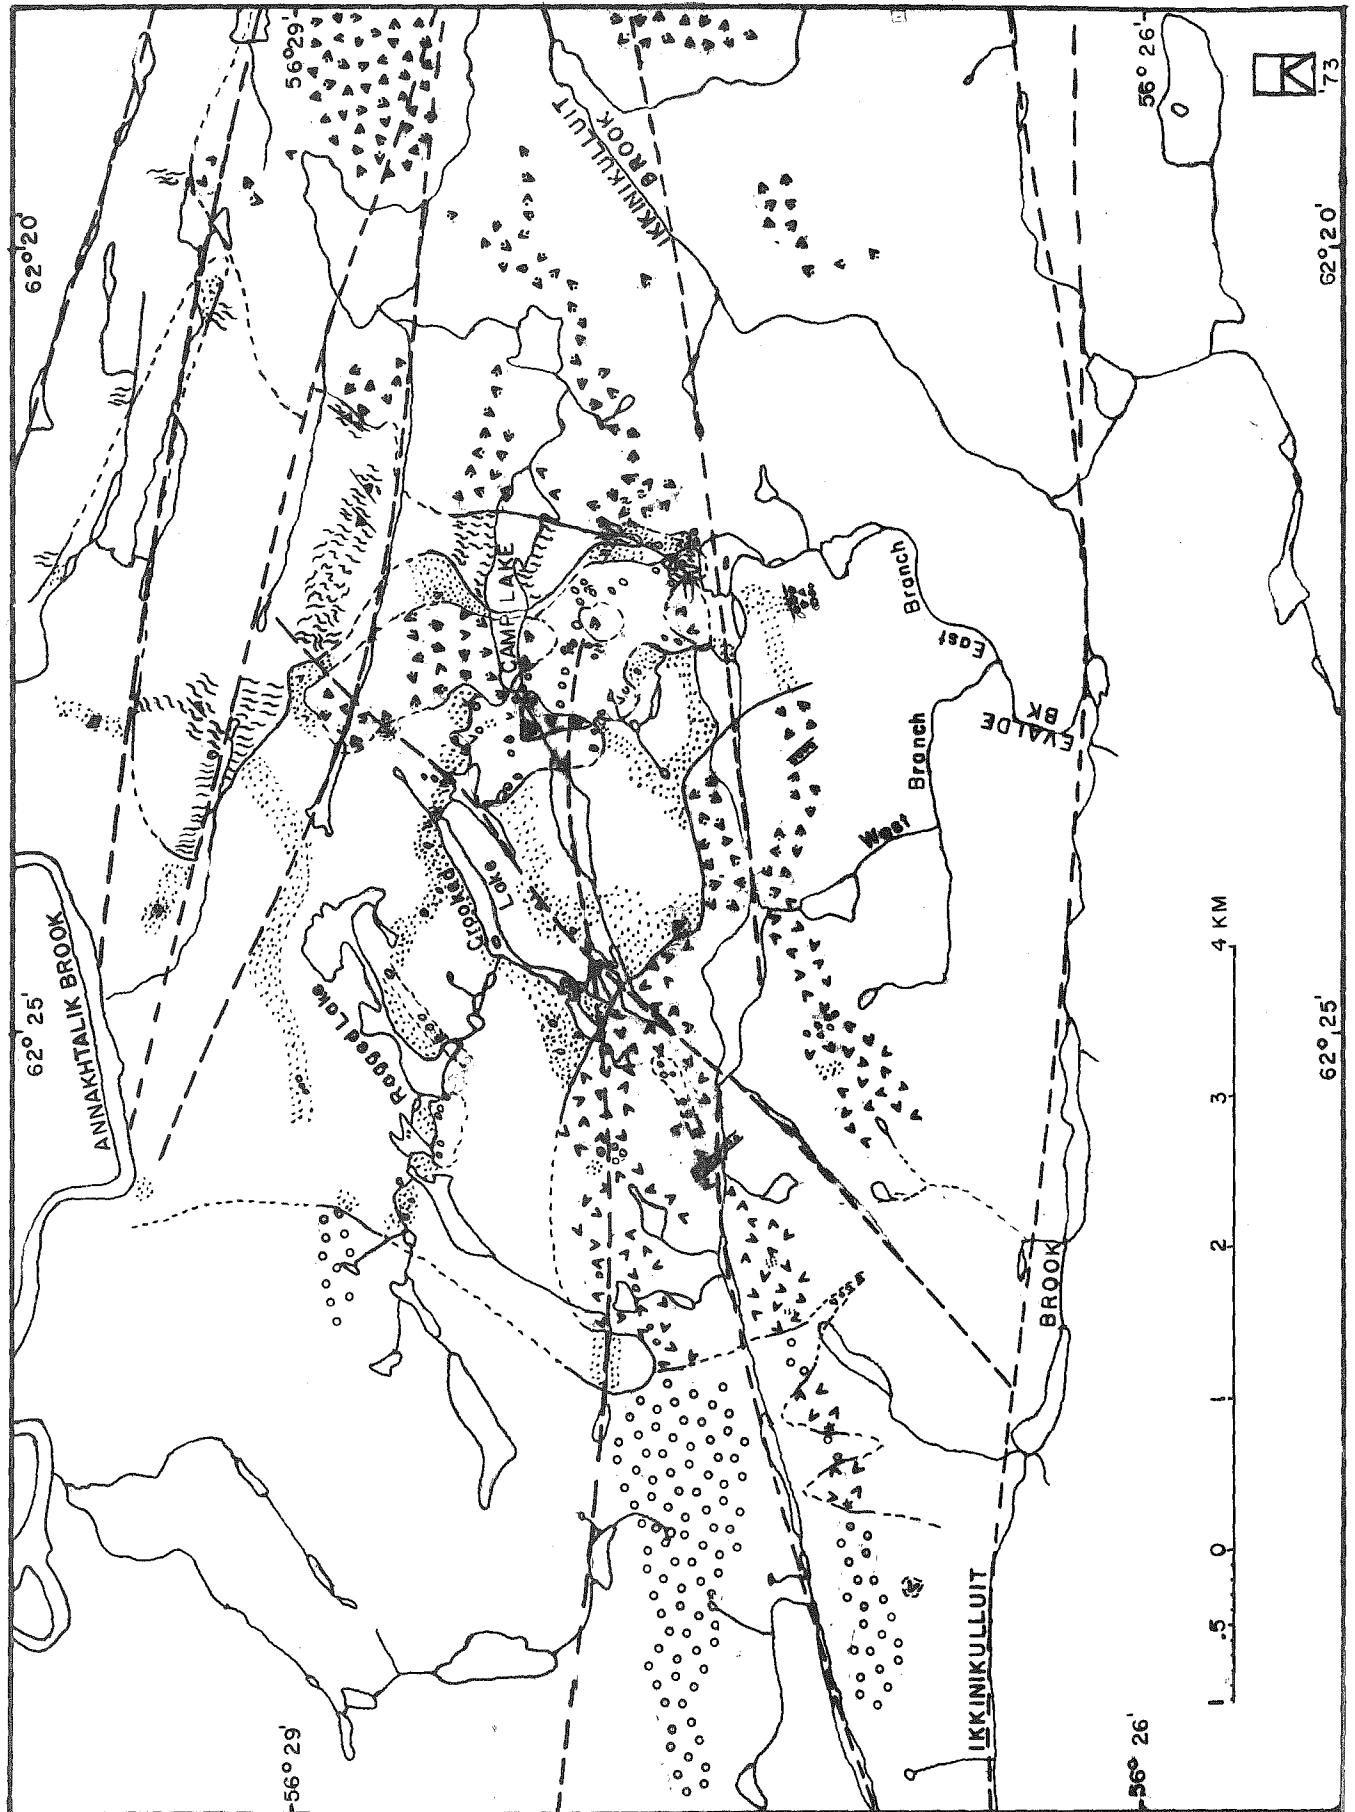 62° 20'
56° 29'
56° 26'
'73
IKKINIKULLUIT
BROOK
62° 20'
CAMP LAKE
East
Branch
West
Branch
EVALDE
BK
Crooked
Lake
Ragged Lake
ANNAKHTALIK BROOK
62° 25'
62° 25'
IKKINIKULLUIT
BROOK
56° 29'
56° 26'
1 .5 0 1 2 3 4 KM